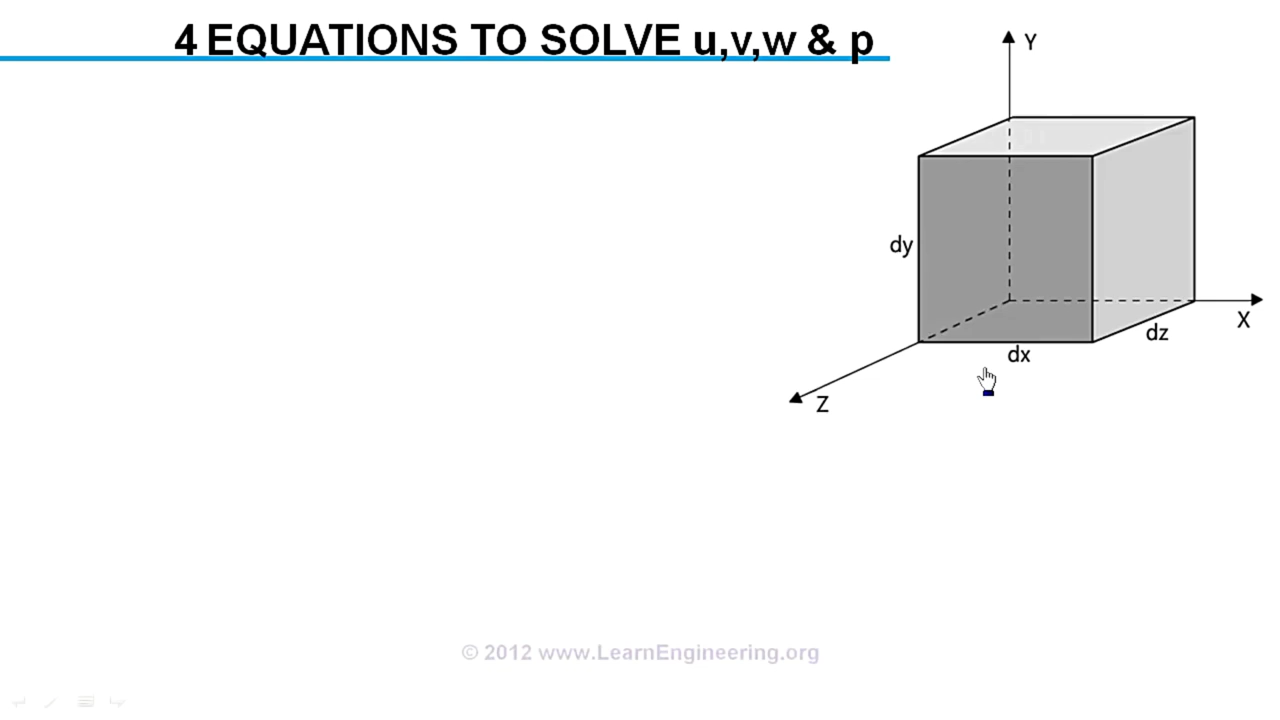 4 EQUATIONS TO SOLVE u,v,w & p
Y
dy
X
dz
dx
Z
© 2012 www.LearnEngineering.org